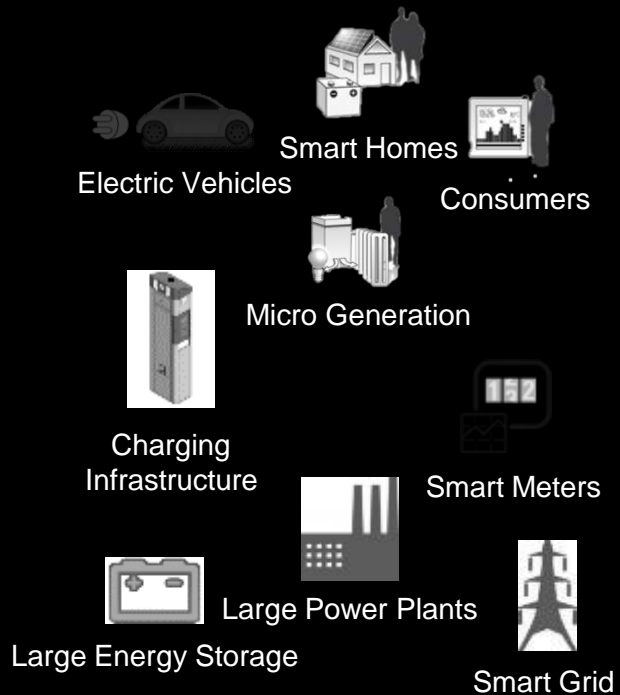 Smart Homes
Electric Vehicles
Consumers
Micro Generation
Charging
Infrastructure
Smart Meters
Large Power Plants
Large Energy Storage
Smart Grid